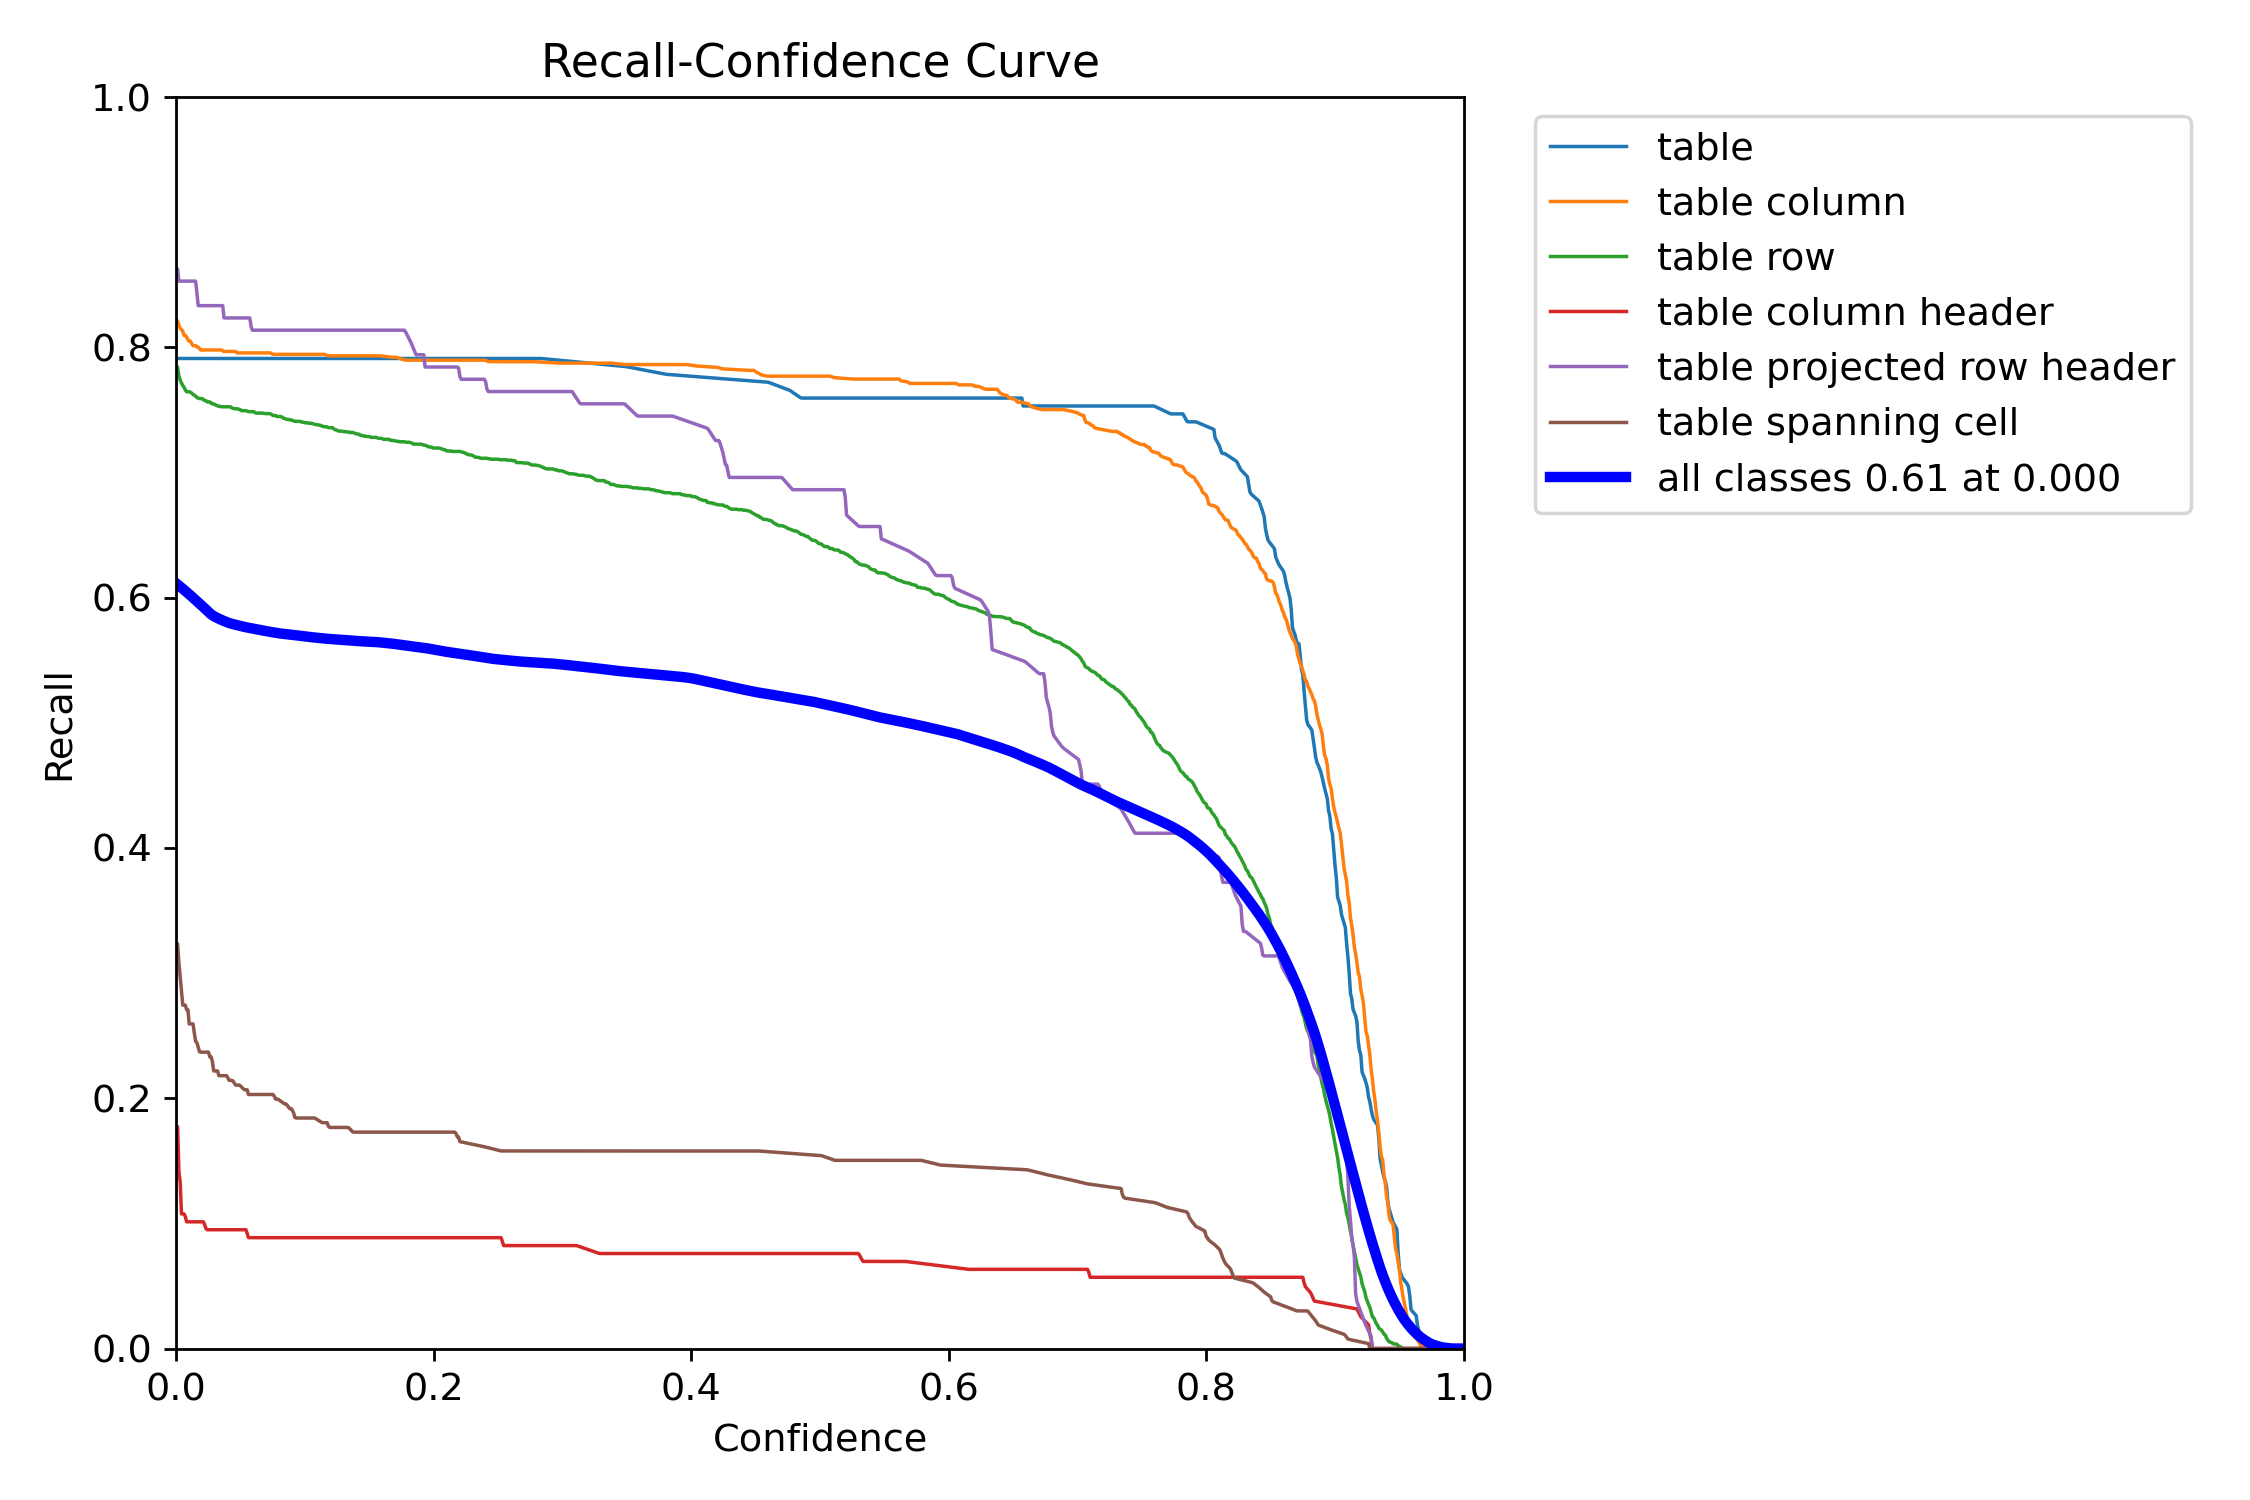 Recall-Confidence Curve
1.0
0.8
0.6
0.4
0.2
0.0
Recall
0.0 0.2 0.4 0.6 0.8 1.0
Confidence
table
table column
table row
table column header
table projected row header
table spanning cell
all classes 0.61 at 0.000